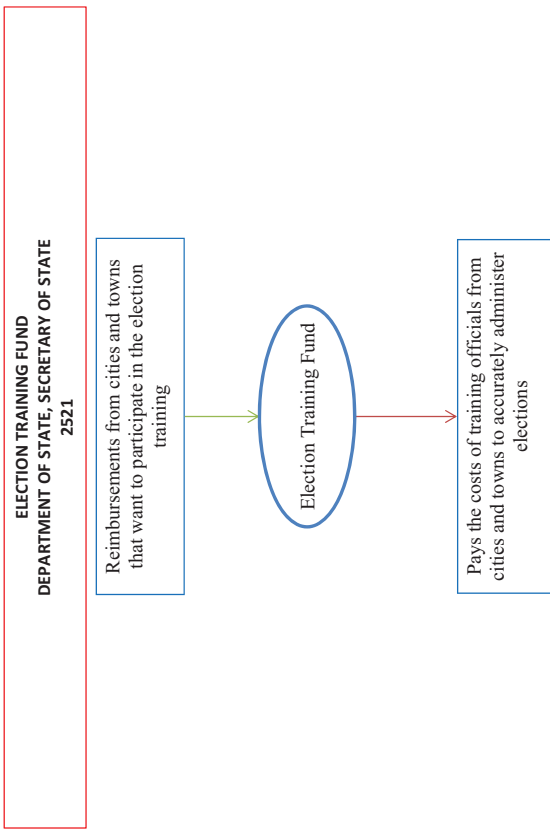 ELECTION TRAINING FUND
DEPARTMENT OF STATE, SECRETARY OF STATE
2521
Reimbursements from cities and towns
that want to participate in the election
training
Election Training Fund
Pays the costs of training officials from
cities and towns to accurately administer
elections